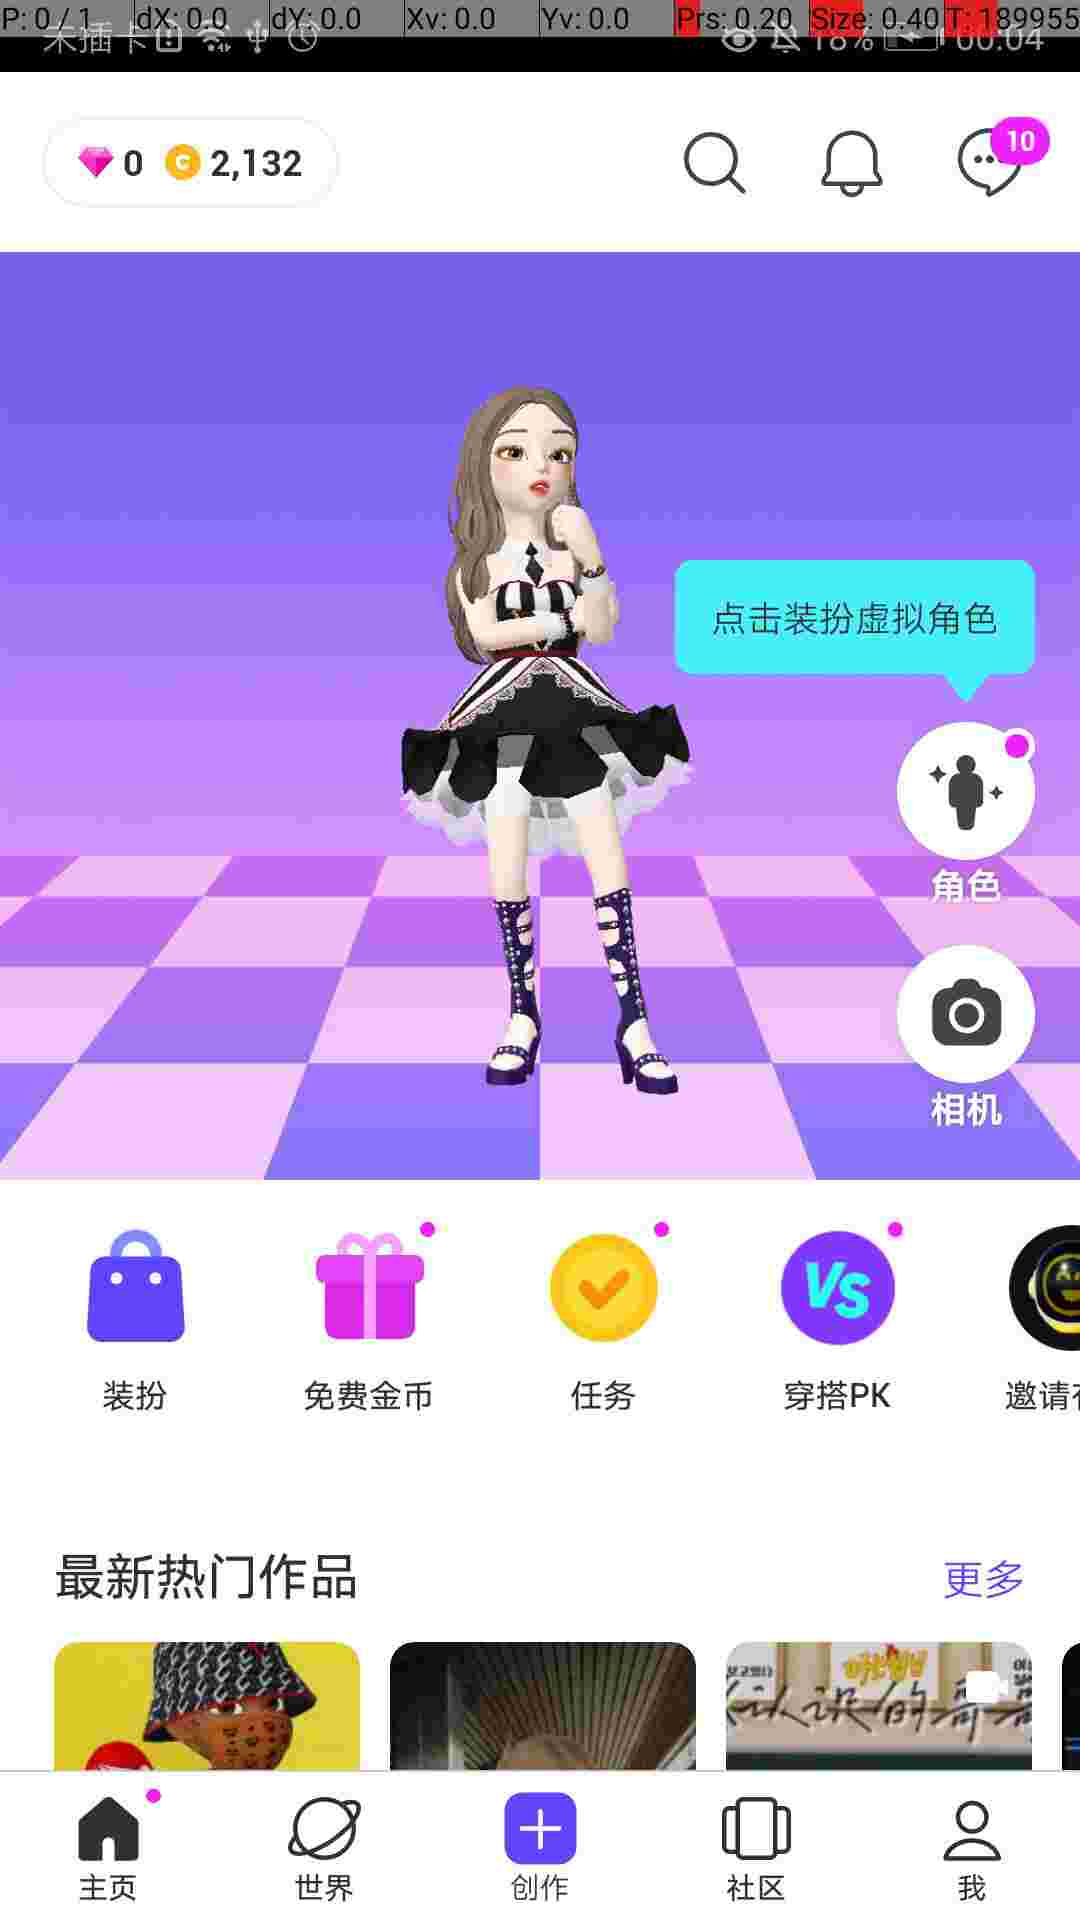 P: 0 / 1 dX: 0.0 dY: 0.0 Xv: 0.0 Yv: 0.0 Prs: 0.20 Size: 0.40 T: 189955
未插卡 18% 00:04
0 2,132 10
点击装扮虚拟角色
角色
相机
VS
装扮 免费金币 任务 穿搭PK 邀请
最新热门作品 更多
主页 世界 创作 社区 我